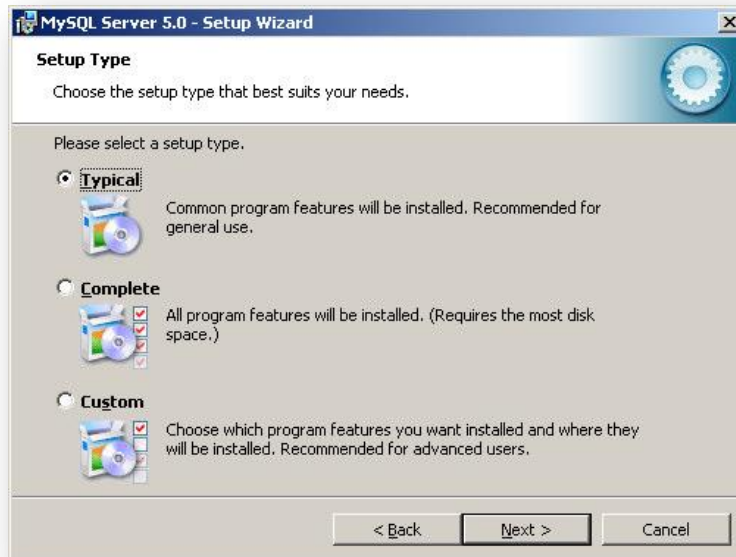 MySQL Server 5.0 - Setup Wizard
Setup Type
Choose the setup type that best suits your needs.
Please select a setup type.
Typical
Common program features will be installed. Recommended for
general use.
Complete
All program features will be installed. (Requires the most disk
space.)
Custom
Choose which program features you want installed and where they
will be installed. Recommended for advanced users.
< Back Next > Cancel